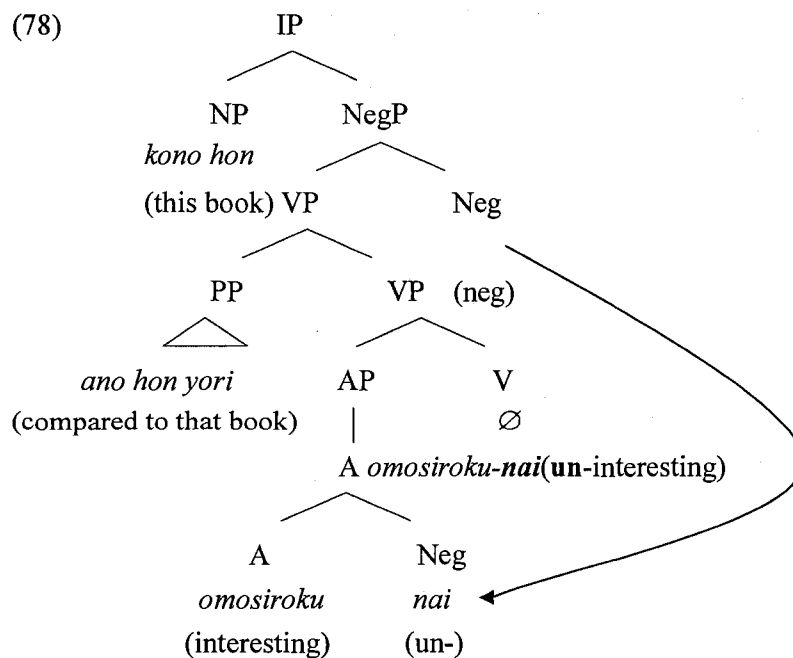 (78) IP
NP NegP
kono hon
(this book) VP Neg
PP VP (neg)
ano hon yori AP V
(compared to that book) ∅
A omosiroku-nai(un-interesting)
A Neg
omosiroku nai
(interesting) (un-)